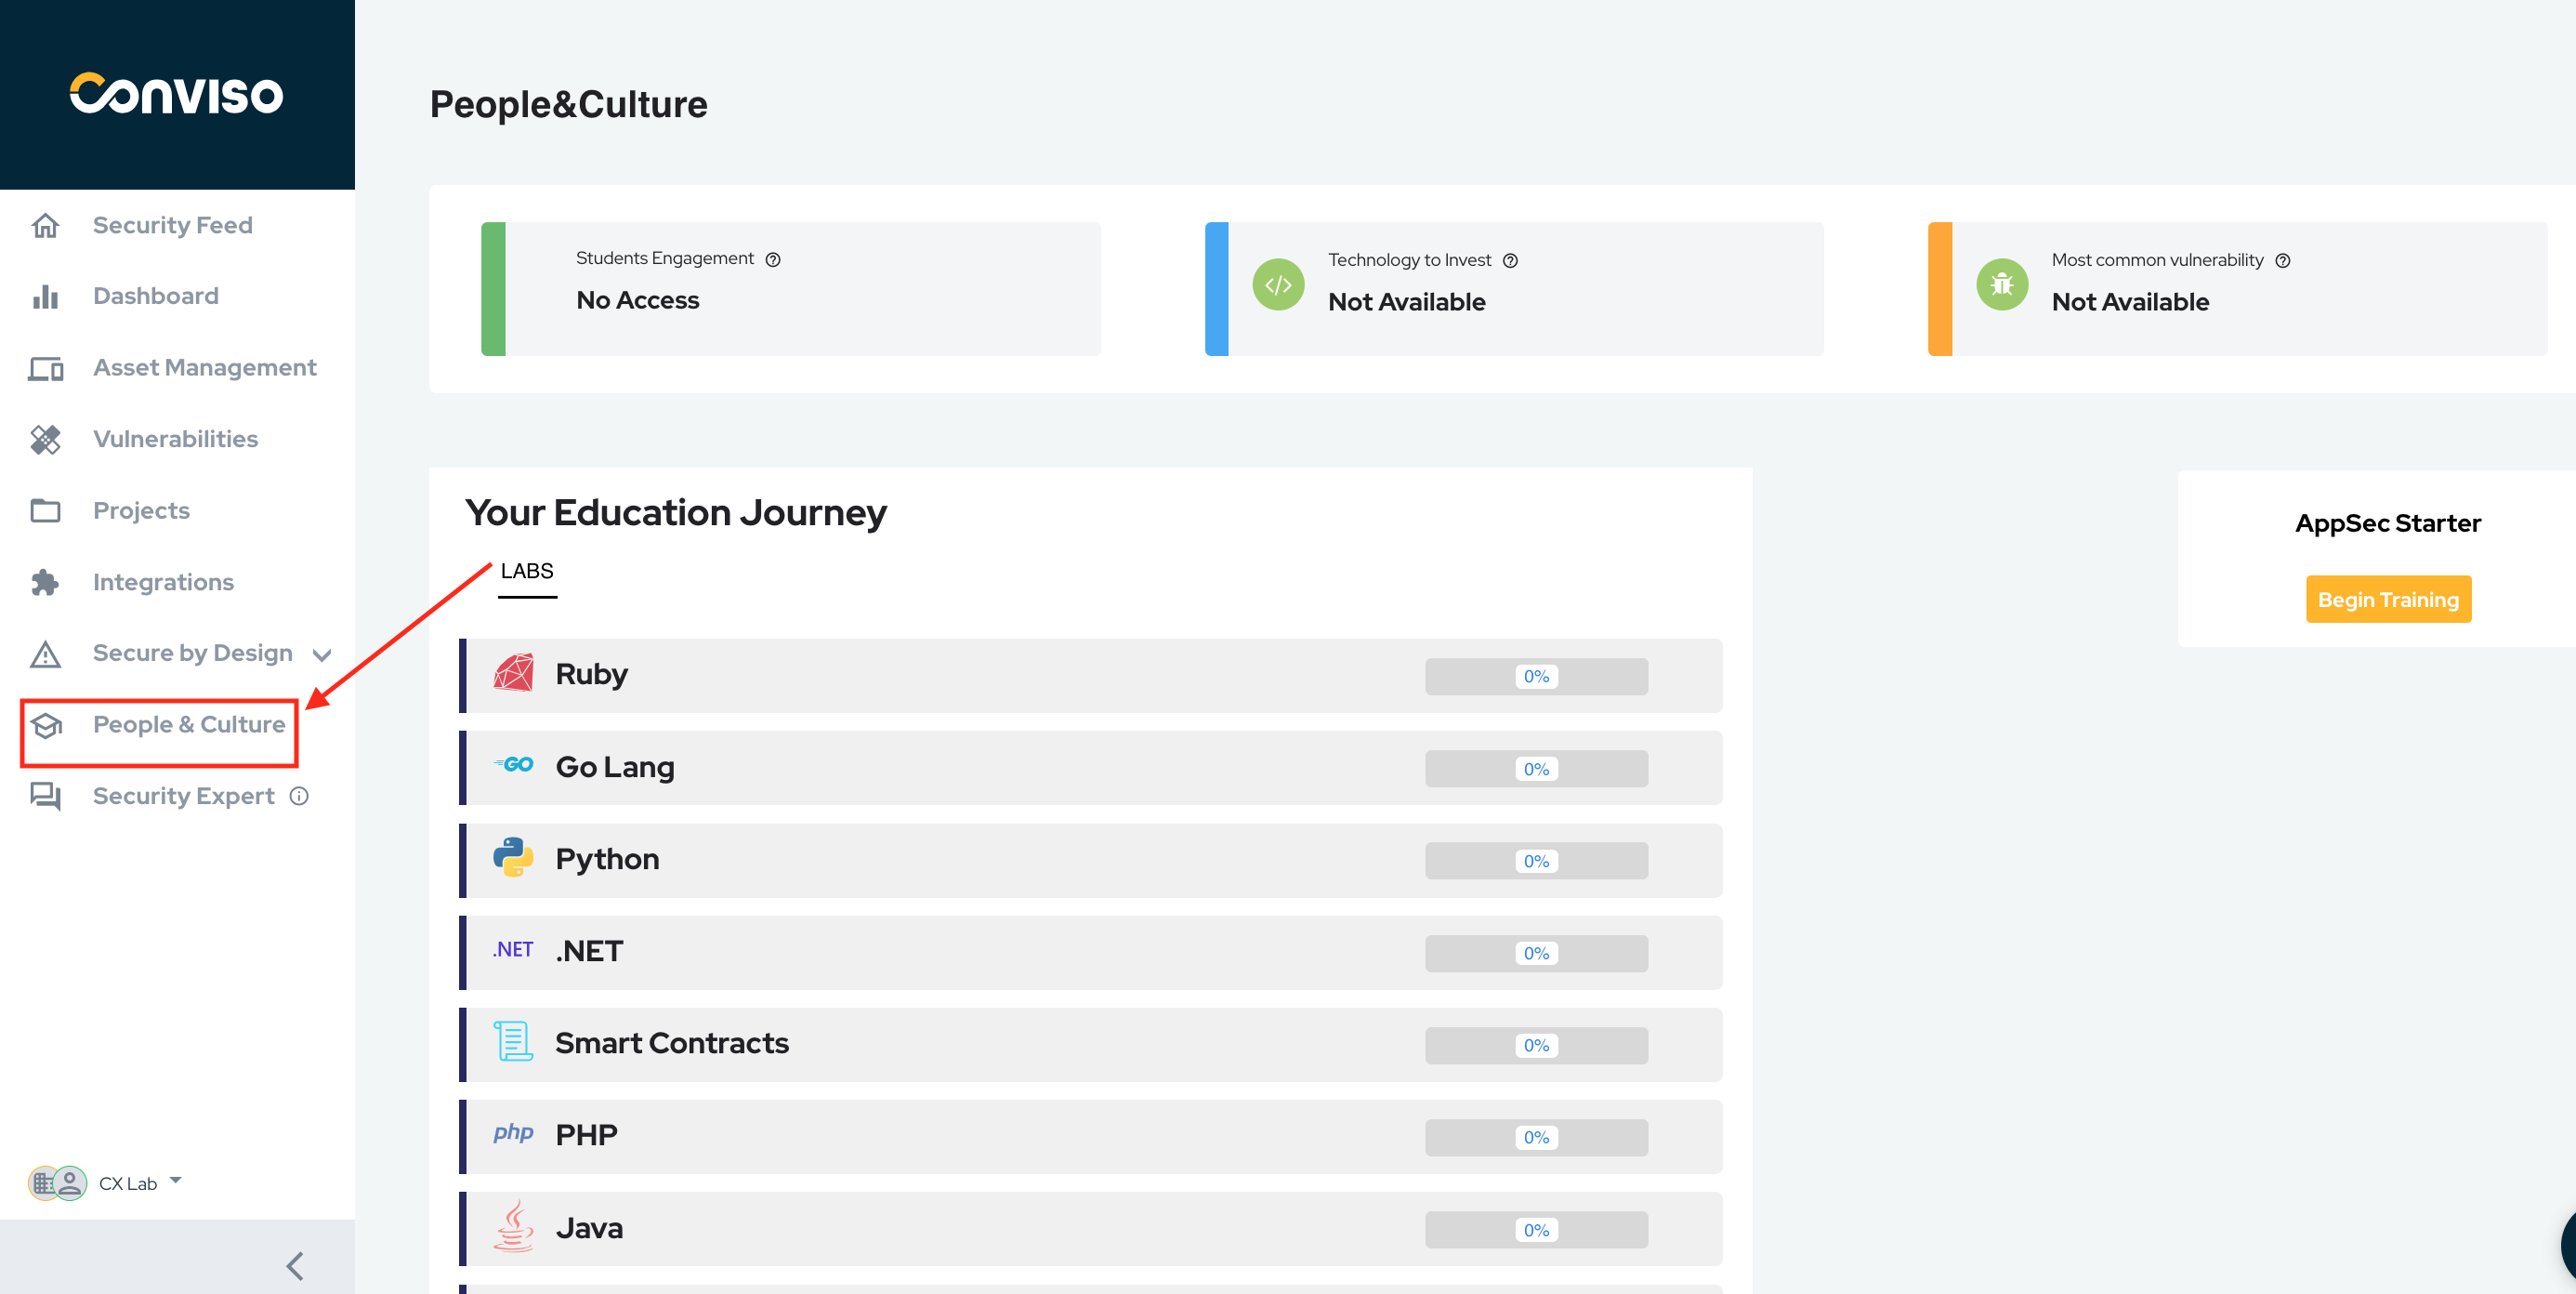 Conviso
Security Feed
Dashboard
Asset Management
Vulnerabilities
Projects
Integrations
Secure by Design
People & Culture
Security Expert
CX Lab
People&Culture
Students Engagement
No Access
Technology to Invest
Not Available
Most common vulnerability
Not Available
Your Education Journey
LABS
Ruby 0%
GO Go Lang 0%
Python 0%
.NET .NET 0%
Smart Contracts 0%
php PHP 0%
Java 0%
AppSec Starter
Begin Training